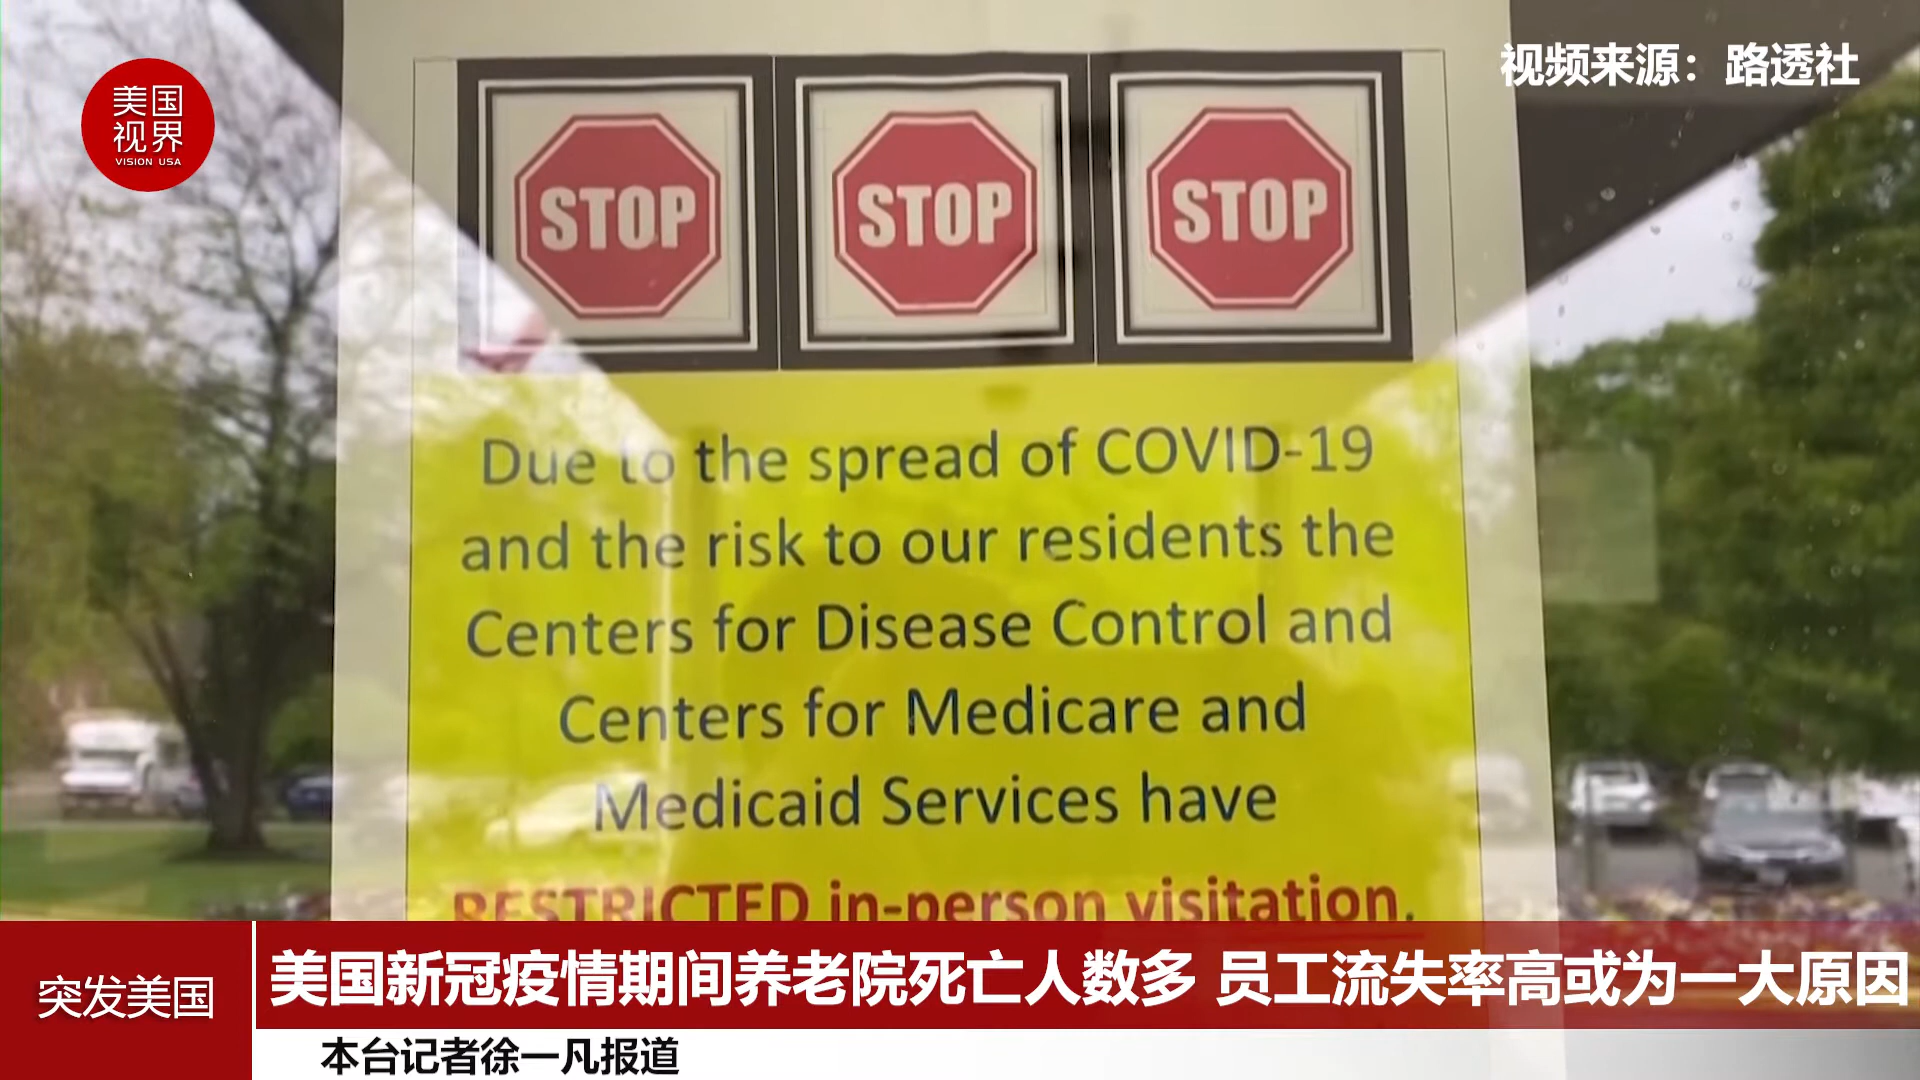 视频来源：路透社
美国
视界
VISION USA
STOP STOP STOP
Due to the spread of COVID-19
and the risk to our residents the
Centers for Disease Control and
Centers for Medicare and
Medicaid Services have
RESTRICTED in-person visitation.
突发美国
美国新冠疫情期间养老院死亡人数多 员工流失率高或为一大原因
本台记者徐一凡报道